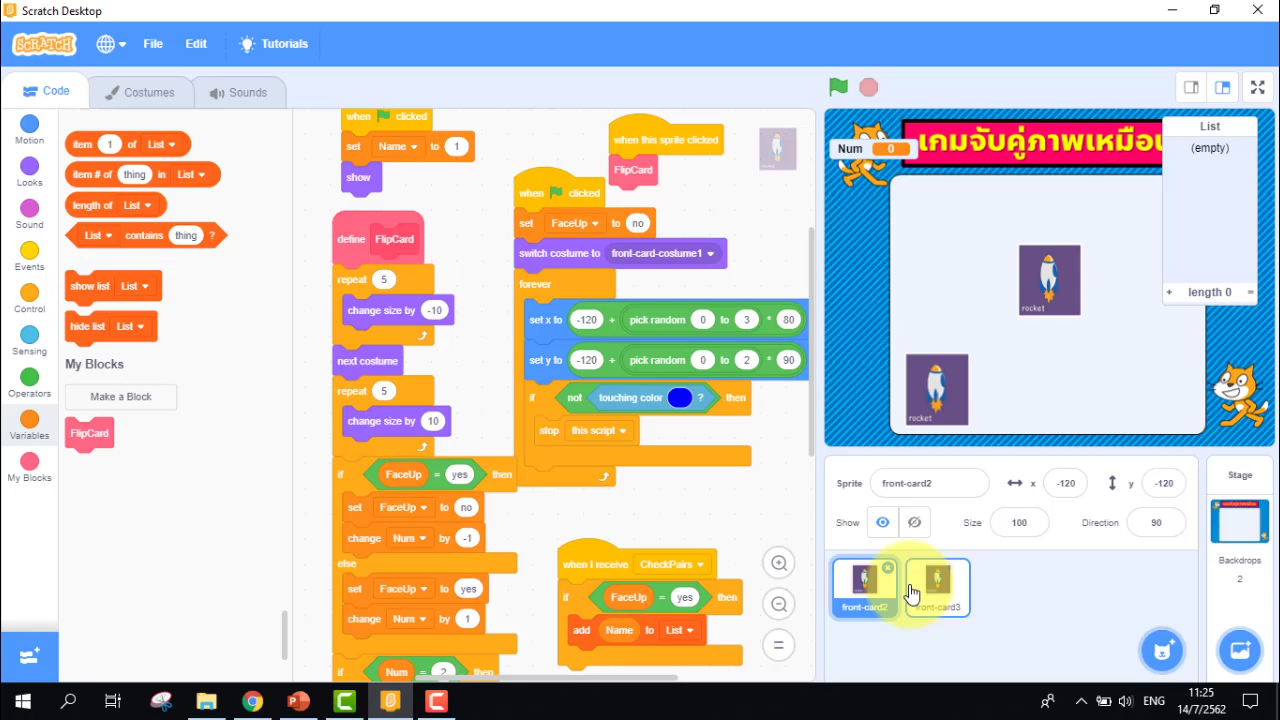 Scratch Desktop
SCRATCH
File
Edit
Tutorials
Code
Costumes
Sounds
Motion
Looks
Sound
Events
Control
Sensing
Operators
Variables
My Blocks
item 1 of List
item # of thing in List
length of List
List contains thing ?
show list List
hide list List
My Blocks
Make a Block
FlipCard
when clicked
set Name to 1
show
define FlipCard
repeat 5
change size by -10
next costume
repeat 5
change size by 10
if FaceUp = yes then
set FaceUp to no
change Num by -1
else
set FaceUp to yes
change Num by 1
if Num = 2 then
when this sprite clicked
FlipCard
when clicked
set FaceUp to no
switch costume to front-card-costume1
forever
set x to -120 + pick random 0 to 3 * 80
set y to -120 + pick random 0 to 2 * 90
if not touching color ? then
stop this script
when I receive CheckPairs
if FaceUp = yes then
add Name to List
เกมจับคู่ภาพเหมือน
Num 0
List
(empty)
+ length 0 =
rocket
rocket
Sprite front-card2 x -120 y -120
Show Size 100 Direction 90
front-card2
front-card3
Stage
Backdrops
2
ENG
11:25
14/7/2562